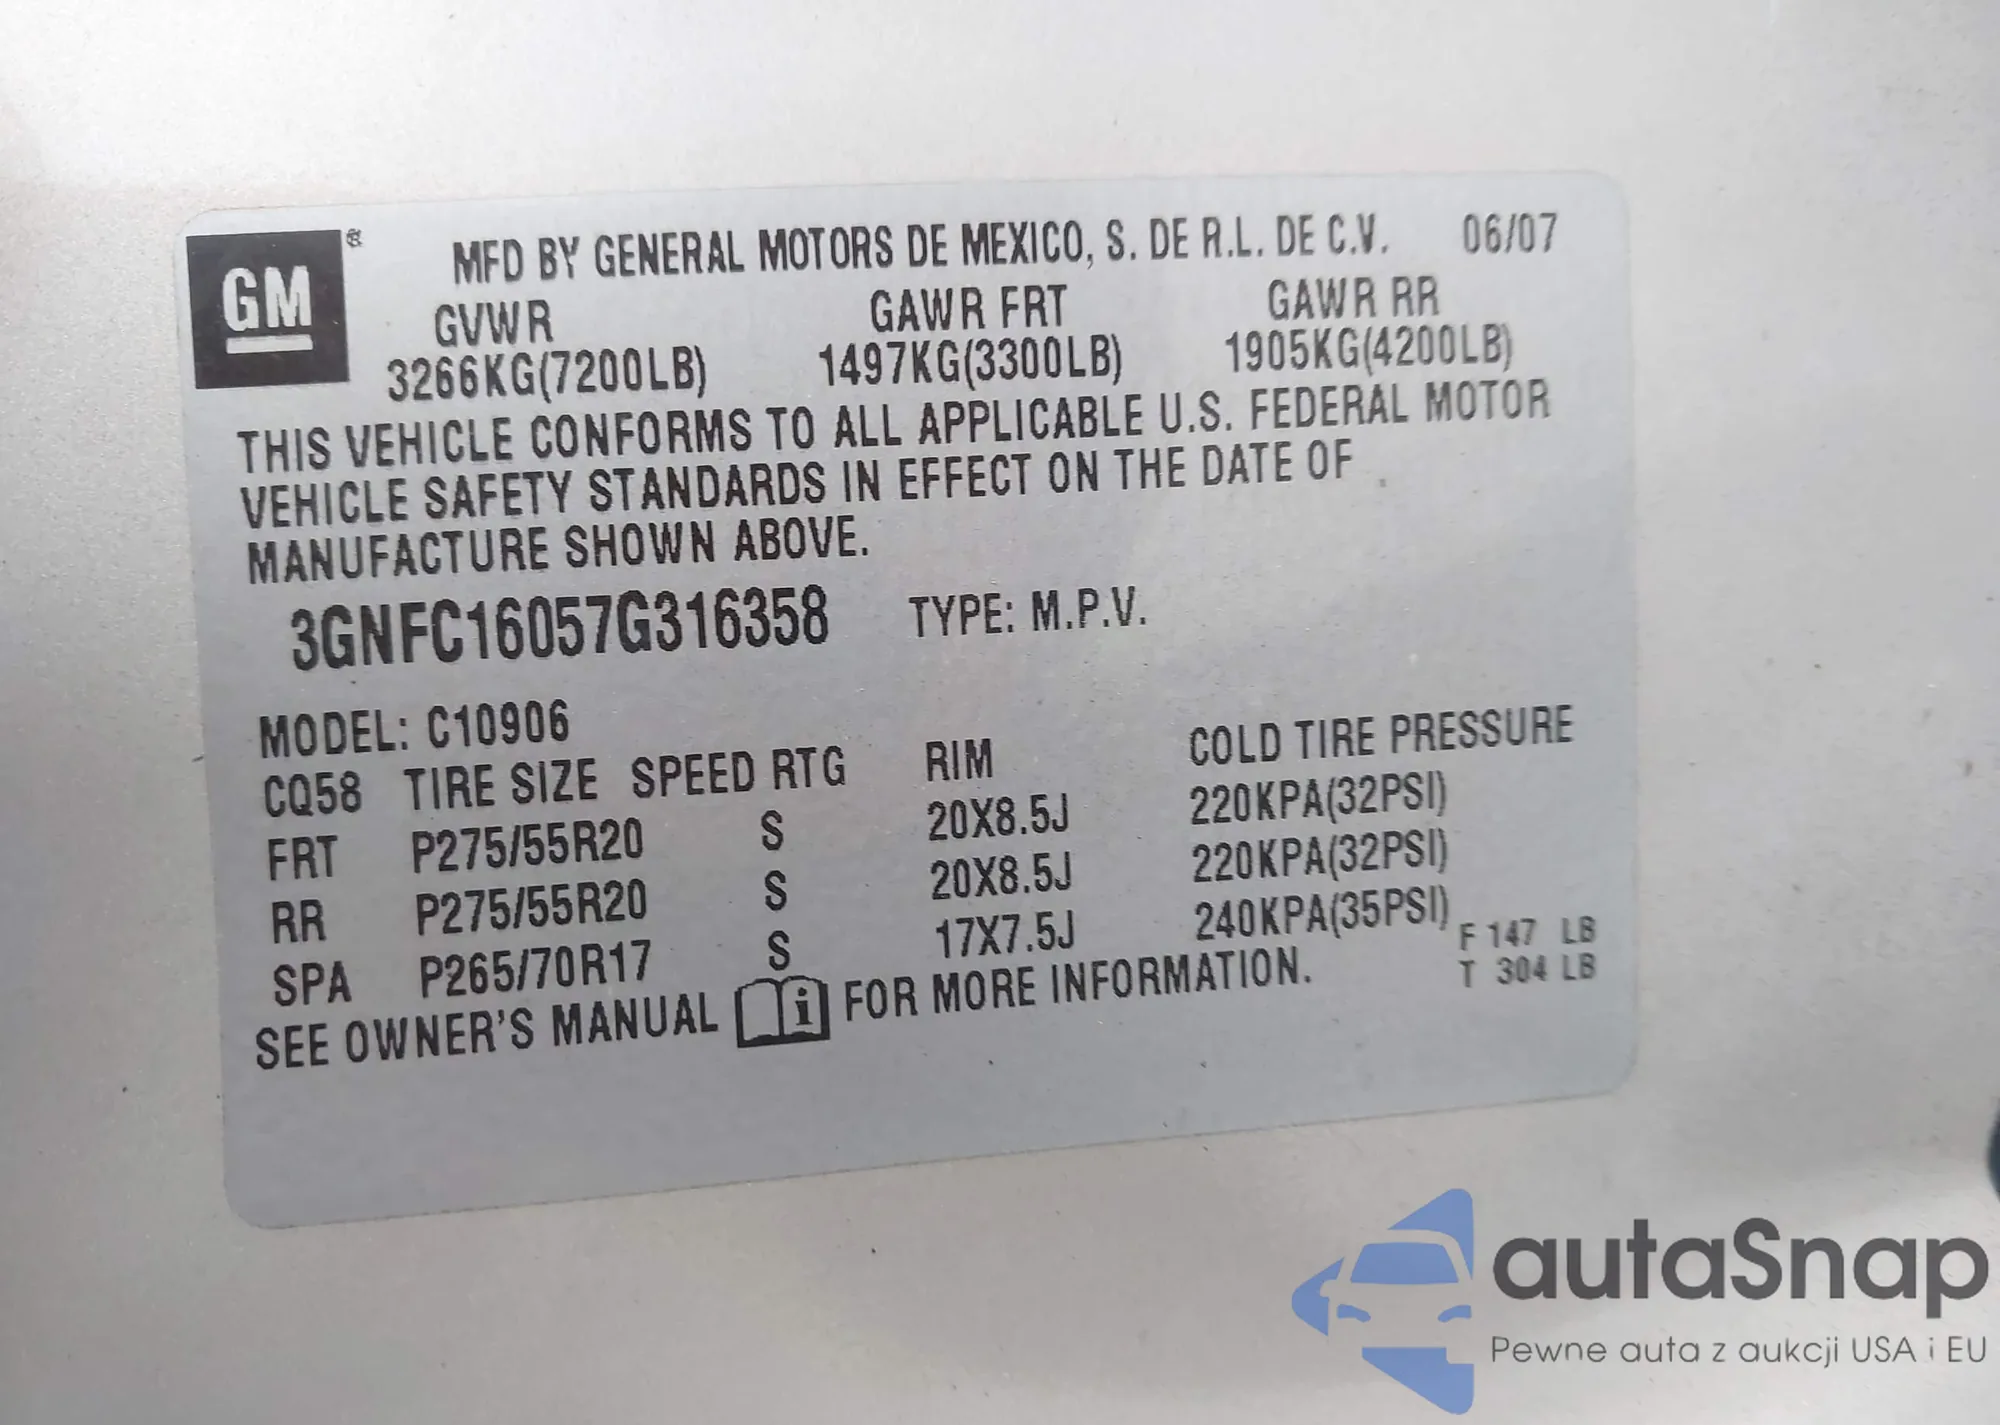 GM ®
MFD BY GENERAL MOTORS DE MEXICO, S. DE R.L. DE C.V. 06/07
GVWR GAWR FRT GAWR RR
3266KG(7200LB) 1497KG(3300LB) 1905KG(4200LB)
THIS VEHICLE CONFORMS TO ALL APPLICABLE U.S. FEDERAL MOTOR
VEHICLE SAFETY STANDARDS IN EFFECT ON THE DATE OF
MANUFACTURE SHOWN ABOVE.
3GNFC16057G316358 TYPE: M.P.V.
MODEL: C10906
CQ58 TIRE SIZE SPEED RTG RIM COLD TIRE PRESSURE
FRT P275/55R20 S 20X8.5J 220KPA(32PSI)
RR P275/55R20 S 20X8.5J 220KPA(32PSI)
SPA P265/70R17 S 17X7.5J 240KPA(35PSI)
F 147 LB
T 304 LB
SEE OWNER'S MANUAL i FOR MORE INFORMATION.
autaSnap
Pewne auta z aukcji USA i EU